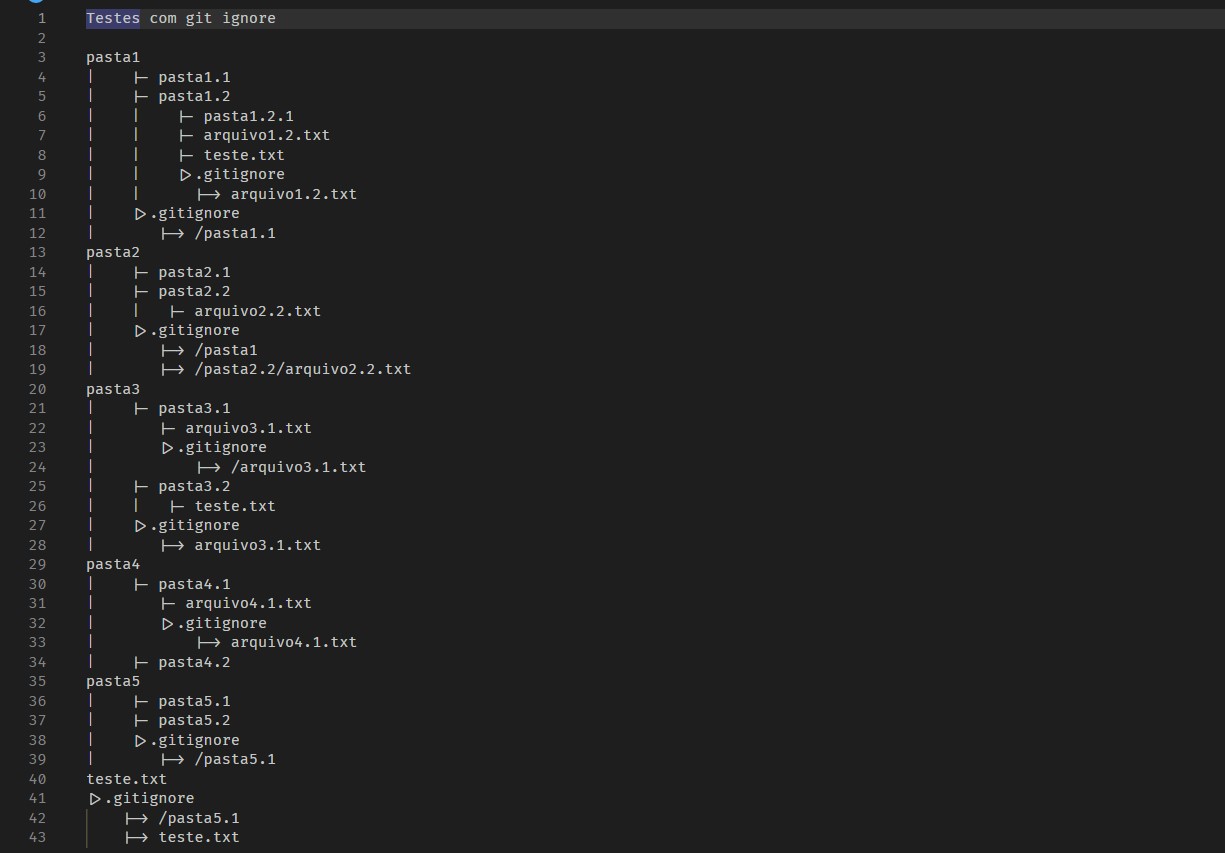 1 Testes com git ignore
2
3 pasta1
4 |    |- pasta1.1
5 |    |- pasta1.2
6 |    |    |- pasta1.2.1
7 |    |    |- arquivo1.2.txt
8 |    |    |- teste.txt
9 |    |    |>.gitignore
10 |    |      |-> arquivo1.2.txt
11 |    |>.gitignore
12 |       |-> /pasta1.1
13 pasta2
14 |    |- pasta2.1
15 |    |- pasta2.2
16 |    |   |- arquivo2.2.txt
17 |    |>.gitignore
18 |       |-> /pasta1
19 |       |-> /pasta2.2/arquivo2.2.txt
20 pasta3
21 |    |- pasta3.1
22 |       |- arquivo3.1.txt
23 |       |>.gitignore
24 |           |-> /arquivo3.1.txt
25 |    |- pasta3.2
26 |    |   |- teste.txt
27 |    |>.gitignore
28 |       |-> arquivo3.1.txt
29 pasta4
30 |    |- pasta4.1
31 |       |- arquivo4.1.txt
32 |       |>.gitignore
33 |           |-> arquivo4.1.txt
34 |    |- pasta4.2
35 pasta5
36 |    |- pasta5.1
37 |    |- pasta5.2
38 |    |>.gitignore
39 |       |-> /pasta5.1
40 teste.txt
41 |>.gitignore
42     |-> /pasta5.1
43     |-> teste.txt